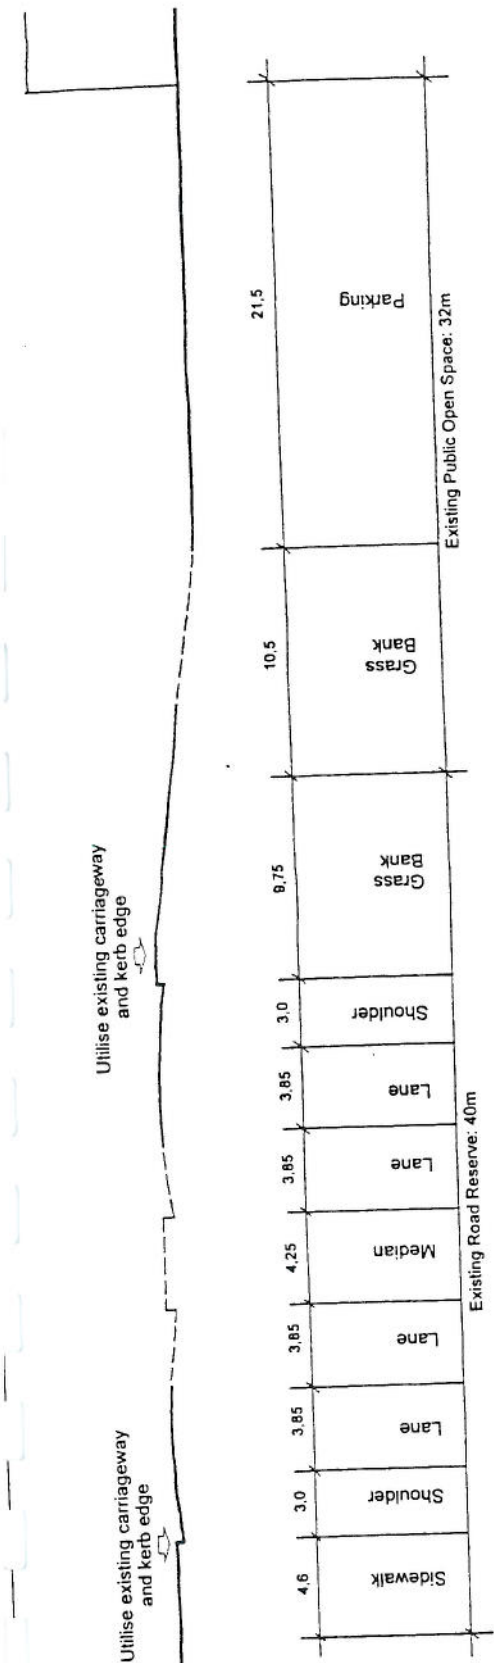 Utilise existing carriageway
and kerb edge
Utilise existing carriageway
and kerb edge
4,6
3,0
3,85
3,85
4,25
3,85
3,85
3,0
9,75
10,5
21,5
Sidewalk
Shoulder
Lane
Lane
Median
Lane
Lane
Shoulder
Grass
Bank
Grass
Bank
Parking
Existing Road Reserve: 40m
Existing Public Open Space: 32m